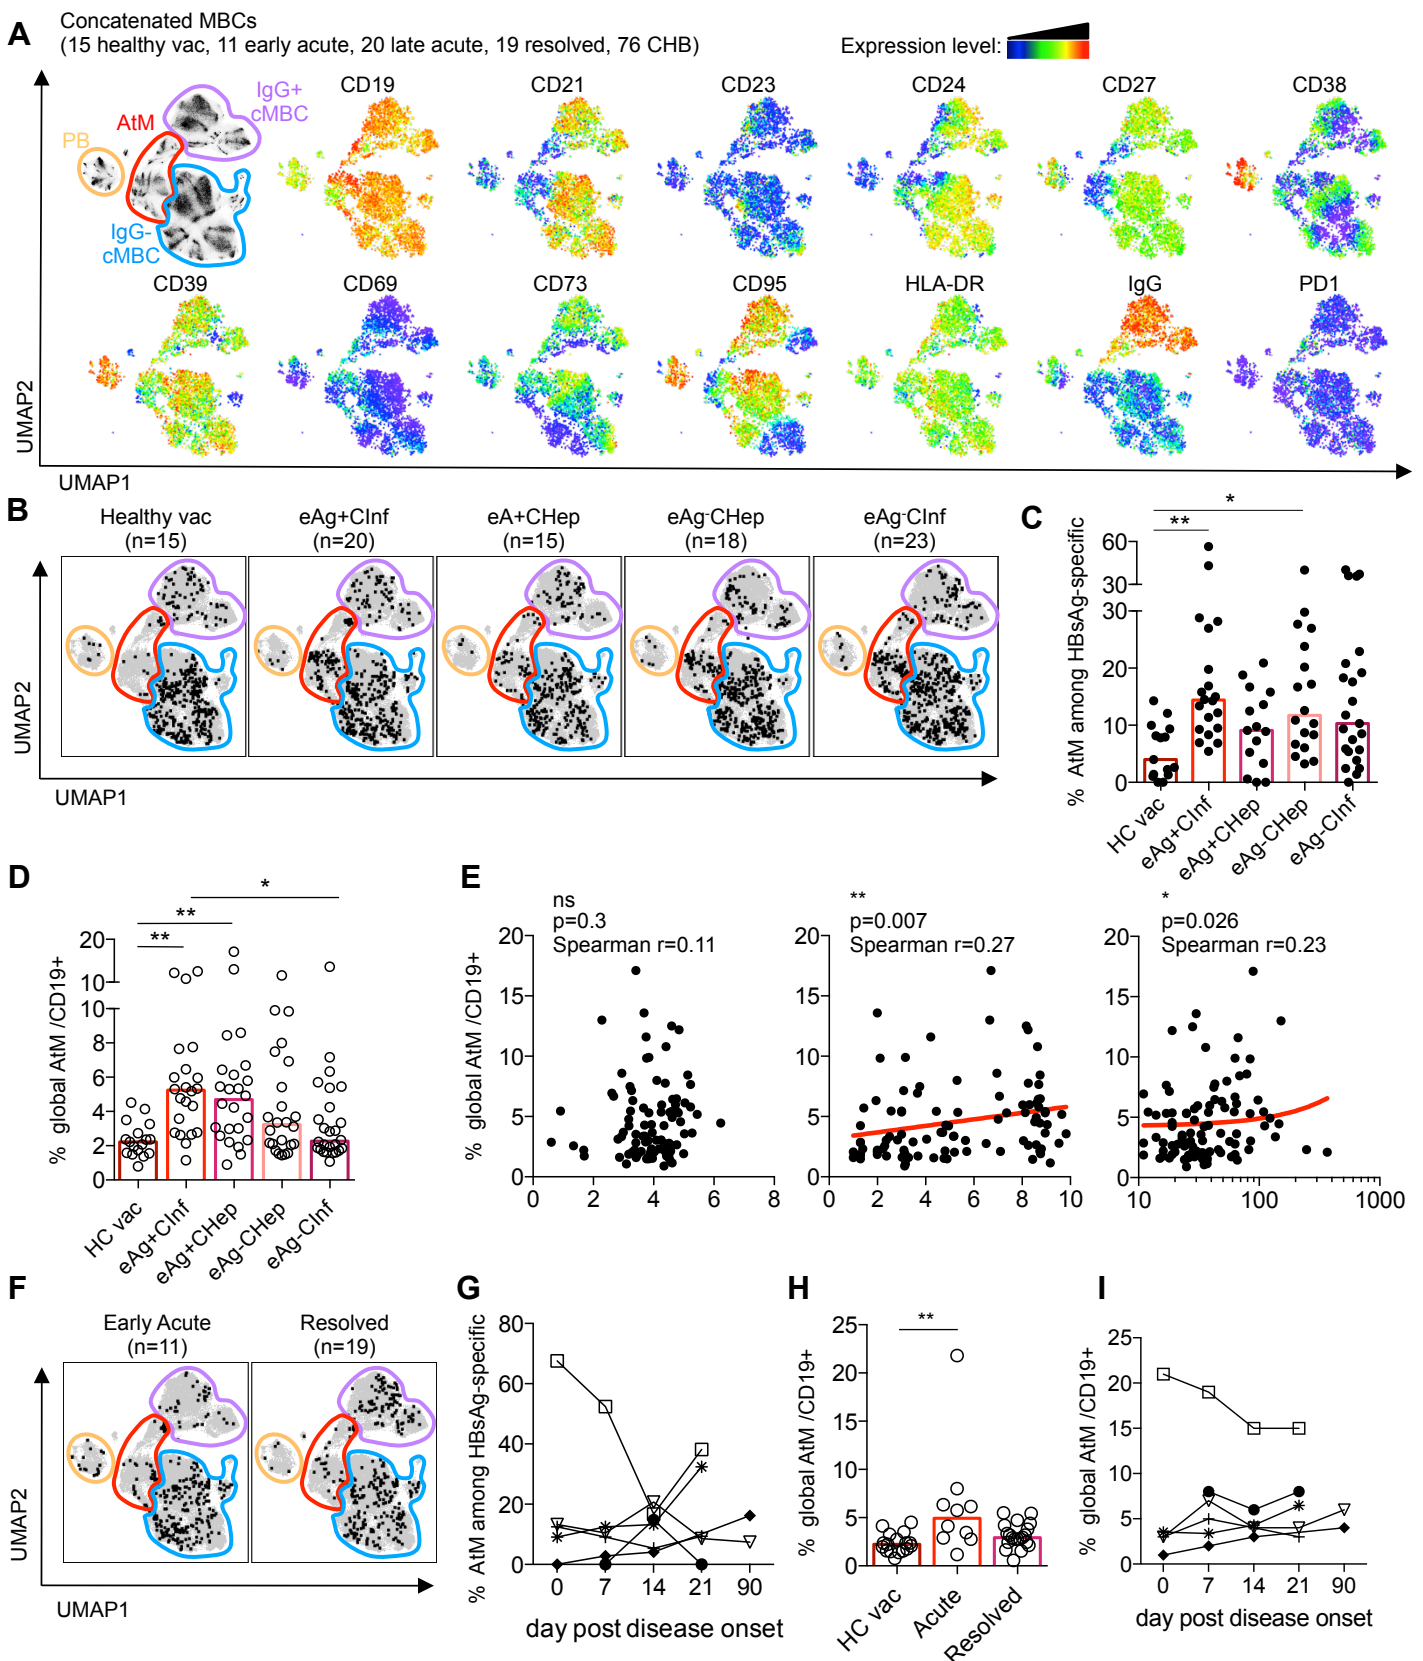 A
Concatenated MBCs
(15 healthy vac, 11 early acute, 20 late acute, 19 resolved, 76 CHB)
Expression level:
IgG+
cMBC
AtM
PB
IgG-
cMBC
CD19
CD21
CD23
CD24
CD27
CD38
CD39
CD69
CD73
CD95
HLA-DR
IgG
PD1
UMAP2
UMAP1
B
Healthy vac
(n=15)
eAg+CInf
(n=20)
eA+CHep
(n=15)
eAg-CHep
(n=18)
eAg-CInf
(n=23)
UMAP2
UMAP1
C
% AtM among HBsAg-specific
*
**
60
30
30
20
10
0
HC vac
eAg+CInf
eAg+CHep
eAg-CHep
eAg-CInf
D
% global AtM /CD19+
*
**
**
20
10
10
8
6
4
2
0
HC vac
eAg+CInf
eAg+CHep
eAg-CHep
eAg-CInf
E
% global AtM /CD19+
ns
p=0.3
Spearman r=0.11
20
15
10
5
0
0 2 4 6 8
**
p=0.007
Spearman r=0.27
20
15
10
5
0
0 2 4 6 8 10
*
p=0.026
Spearman r=0.23
20
15
10
5
0
10 100 1000
F
Early Acute
(n=11)
Resolved
(n=19)
UMAP2
UMAP1
G
% AtM among HBsAg-specific
80
60
40
20
0
0 7 14 21 90
day post disease onset
H
% global AtM /CD19+
**
25
20
15
10
5
0
HC vac
Acute
Resolved
I
% global AtM /CD19+
25
20
15
10
5
0
0 7 14 21 90
day post disease onset